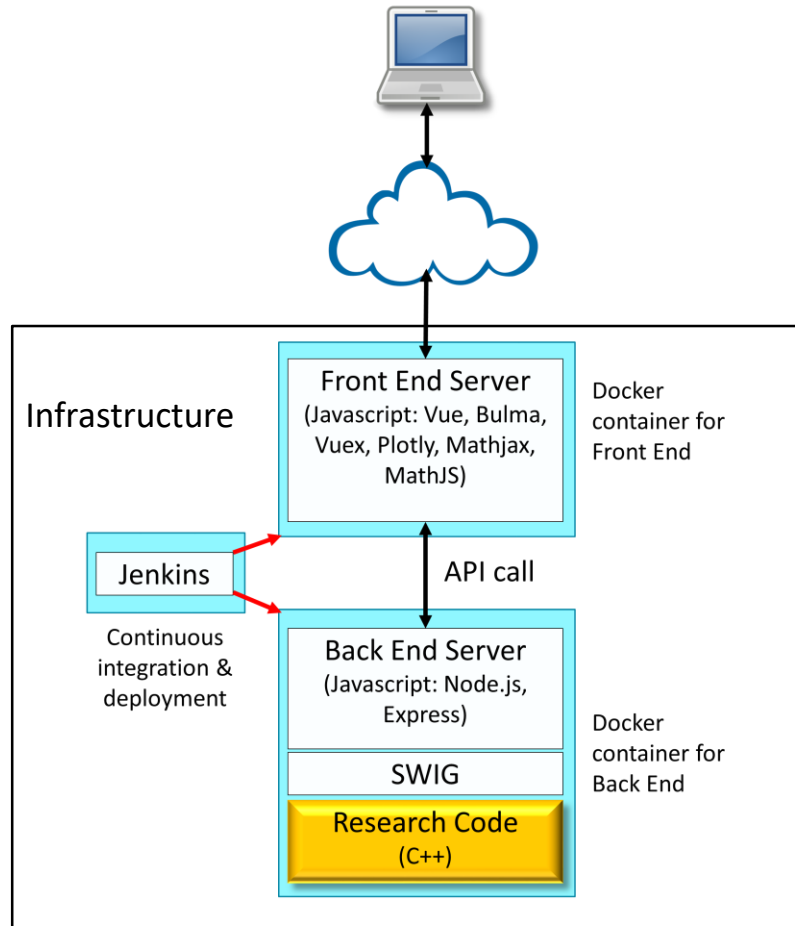 Infrastructure
Front End Server
(Javascript: Vue, Bulma,
Vuex, Plotly, Mathjax,
MathJS)
Docker
container for
Front End
Jenkins
Continuous
integration &
deployment
API call
Back End Server
(Javascript: Node.js,
Express)
SWIG
Research Code
(C++)
Docker
container for
Back End